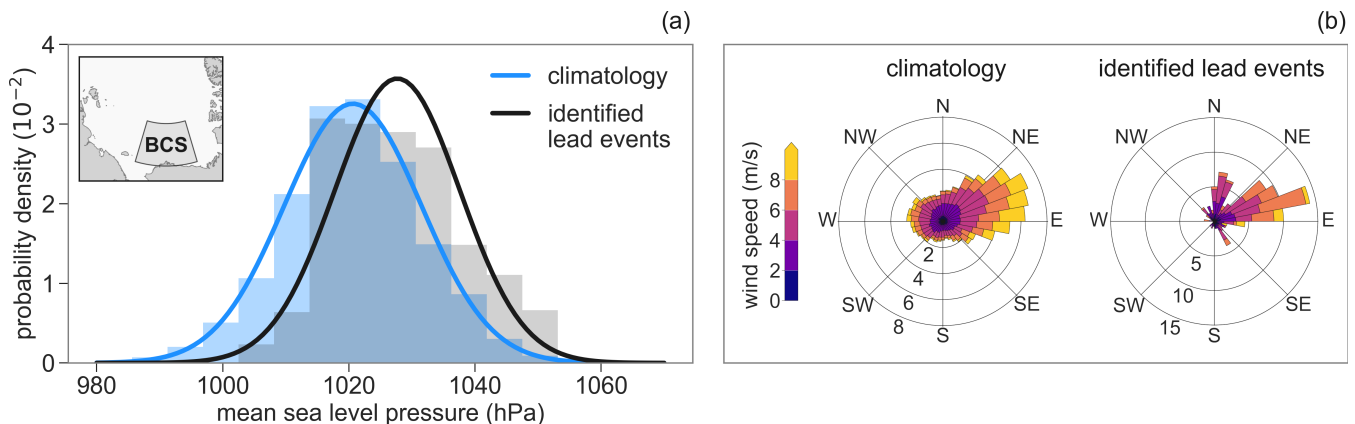 (a)
4
3
2
1
0
probability density (10⁻²)
BCS
climatology
identified
lead events
980
1000
1020
1040
1060
mean sea level pressure (hPa)
(b)
climatology
identified lead events
wind speed (m/s)
8
6
4
2
0
N
NE
E
SE
S
SW
W
NW
2
4
6
8
N
NE
E
SE
S
SW
W
NW
5
10
15